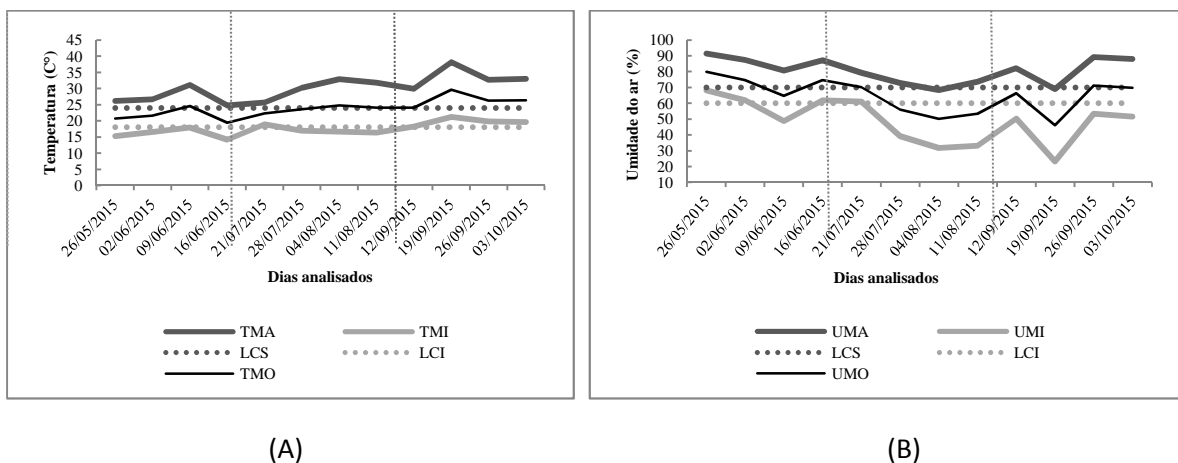 Temperatura (C°)
45
40
35
30
25
20
15
10
5
0
26/05/2015
02/06/2015
09/06/2015
16/06/2015
21/07/2015
28/07/2015
04/08/2015
11/08/2015
12/09/2015
19/09/2015
26/09/2015
03/10/2015
Dias analisados
TMA
TMI
LCS
LCI
TMO
(A)
Umidade do ar (%)
100
90
80
70
60
50
40
30
20
10
26/05/2015
02/06/2015
09/06/2015
16/06/2015
21/07/2015
28/07/2015
04/08/2015
11/08/2015
12/09/2015
19/09/2015
26/09/2015
03/10/2015
Dias analisados
UMA
UMI
LCS
LCI
UMO
(B)